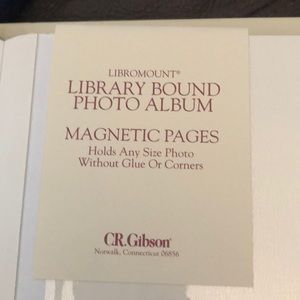 LIBROMOUNT®
LIBRARY BOUND
PHOTO ALBUM
MAGNETIC PAGES
Holds Any Size Photo
Without Glue Or Corners
C.R. Gibson®
Norwalk, Connecticut 06856